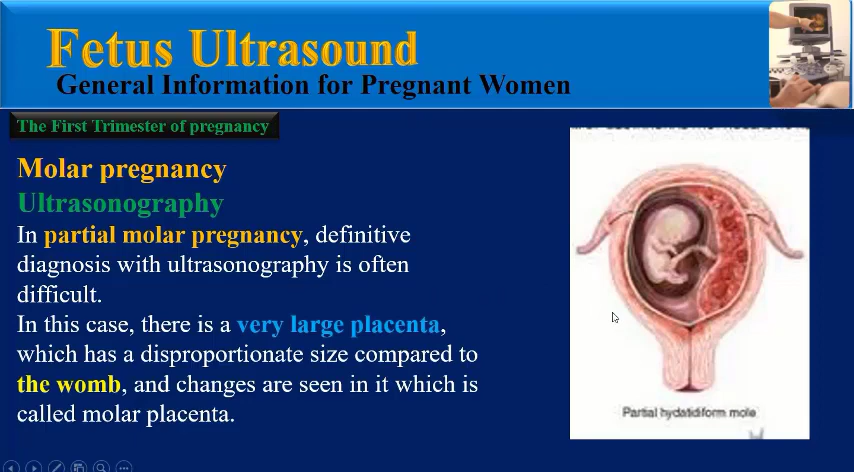 Fetus Ultrasound
General Information for Pregnant Women
The First Trimester of pregnancy
Molar pregnancy
Ultrasonography
In partial molar pregnancy, definitive
diagnosis with ultrasonography is often
difficult.
In this case, there is a very large placenta,
which has a disproportionate size compared to
the womb, and changes are seen in it which is
called molar placenta.
Partial hydatidiform mole